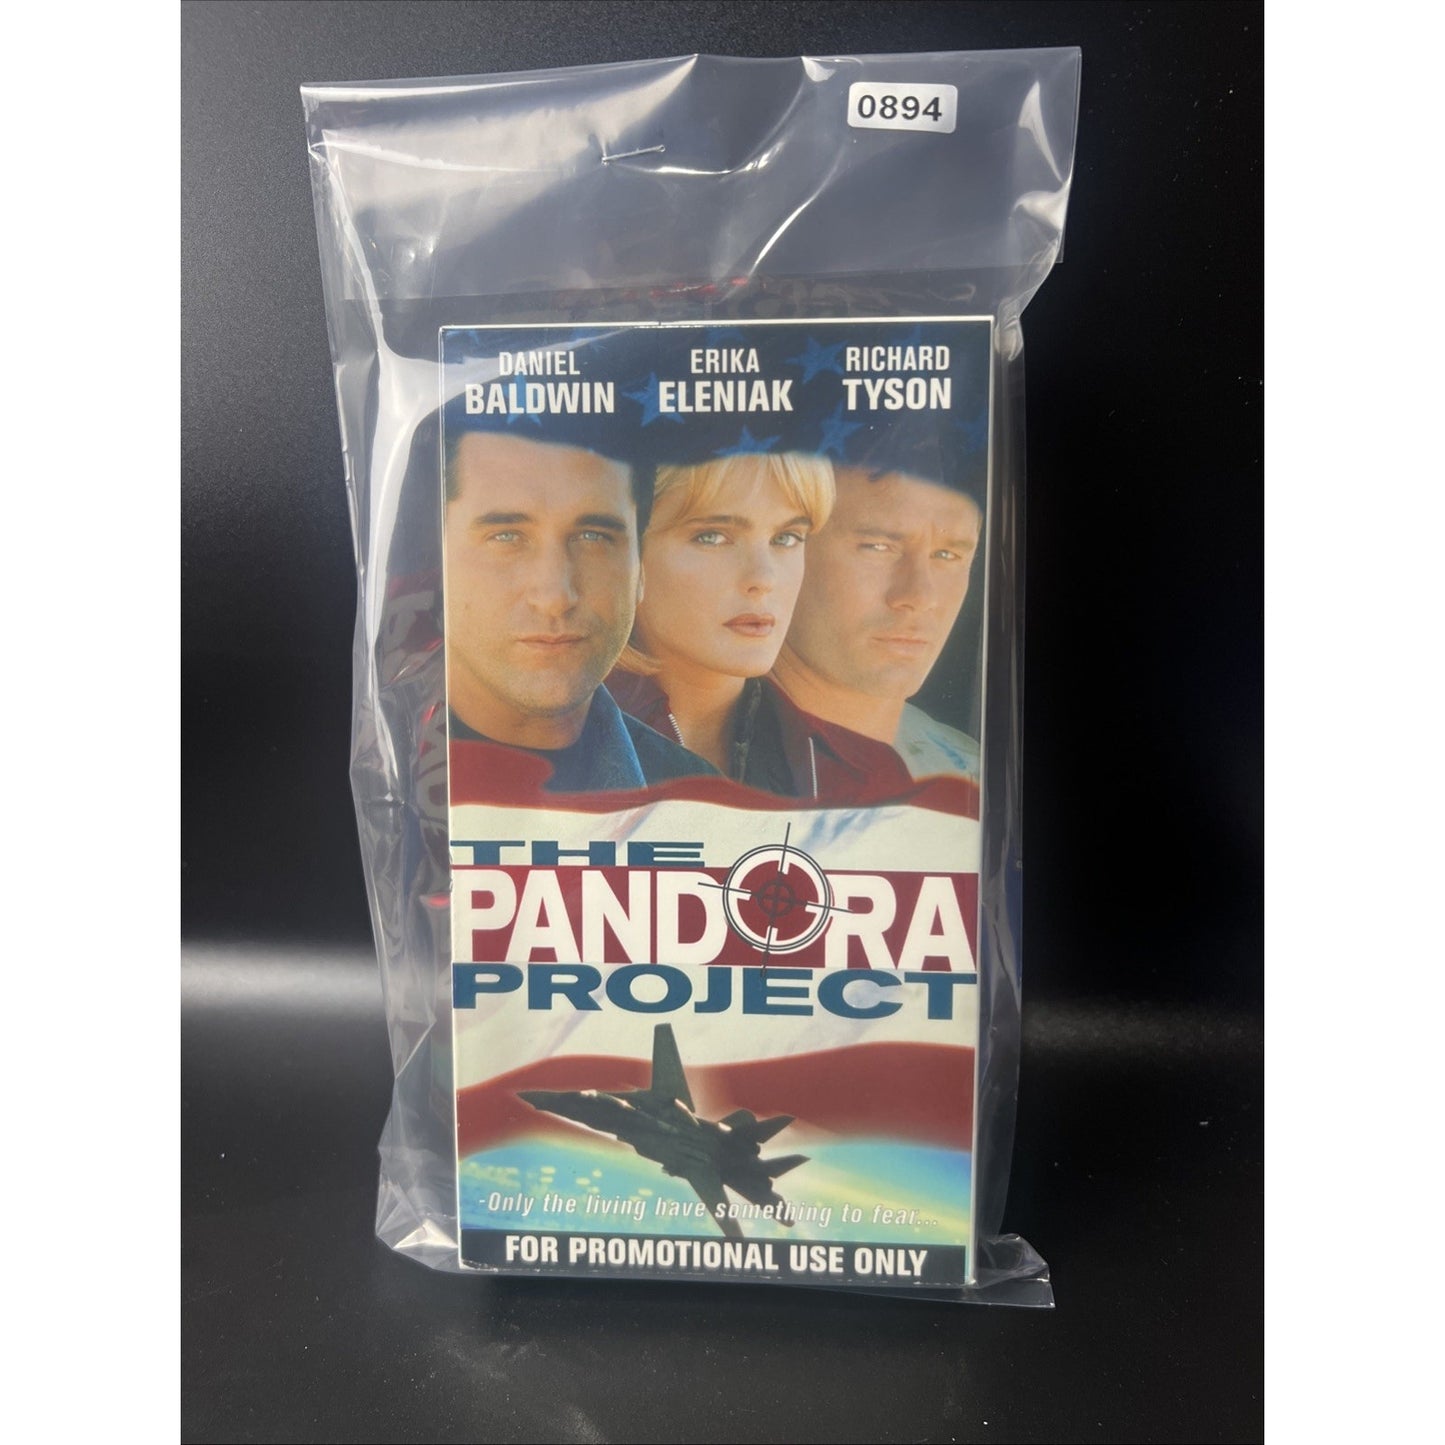 0894
DANIEL
BALDWIN
ERIKA
ELENIAK
RICHARD
TYSON
THE
PANDORA
PROJECT
-Only the living have something to fear...
FOR PROMOTIONAL USE ONLY